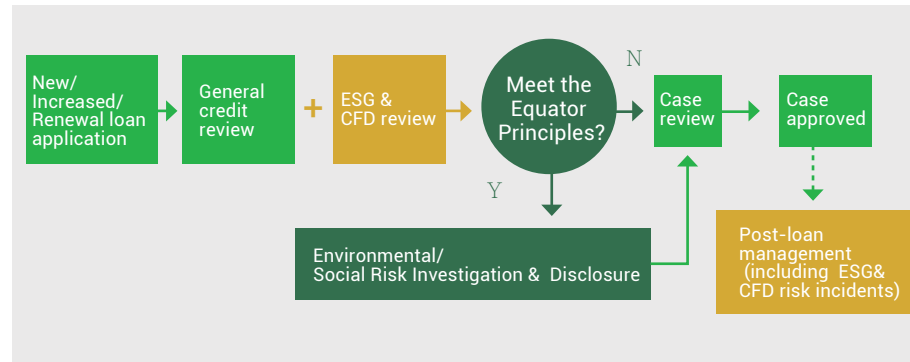 New/
Increased/
Renewal loan
application
General
credit
review
+
ESG &
CFD review
Meet the
Equator
Principles?
N
Case
review
Case
approved
Y
Environmental/
Social Risk Investigation & Disclosure
Post-loan
management
(including ESG&
CFD risk incidents)